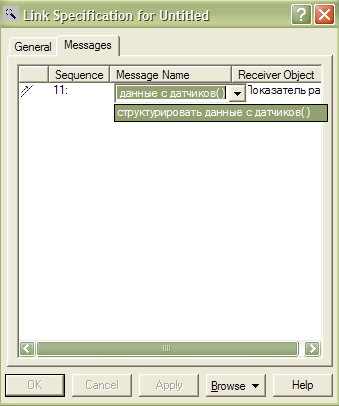 Link Specification for Untitled
General Messages
Sequence Message Name Receiver Object
11: данные с датчиков() Показатель ра
структурировать данные с датчиков()
OK Cancel Apply Browse Help